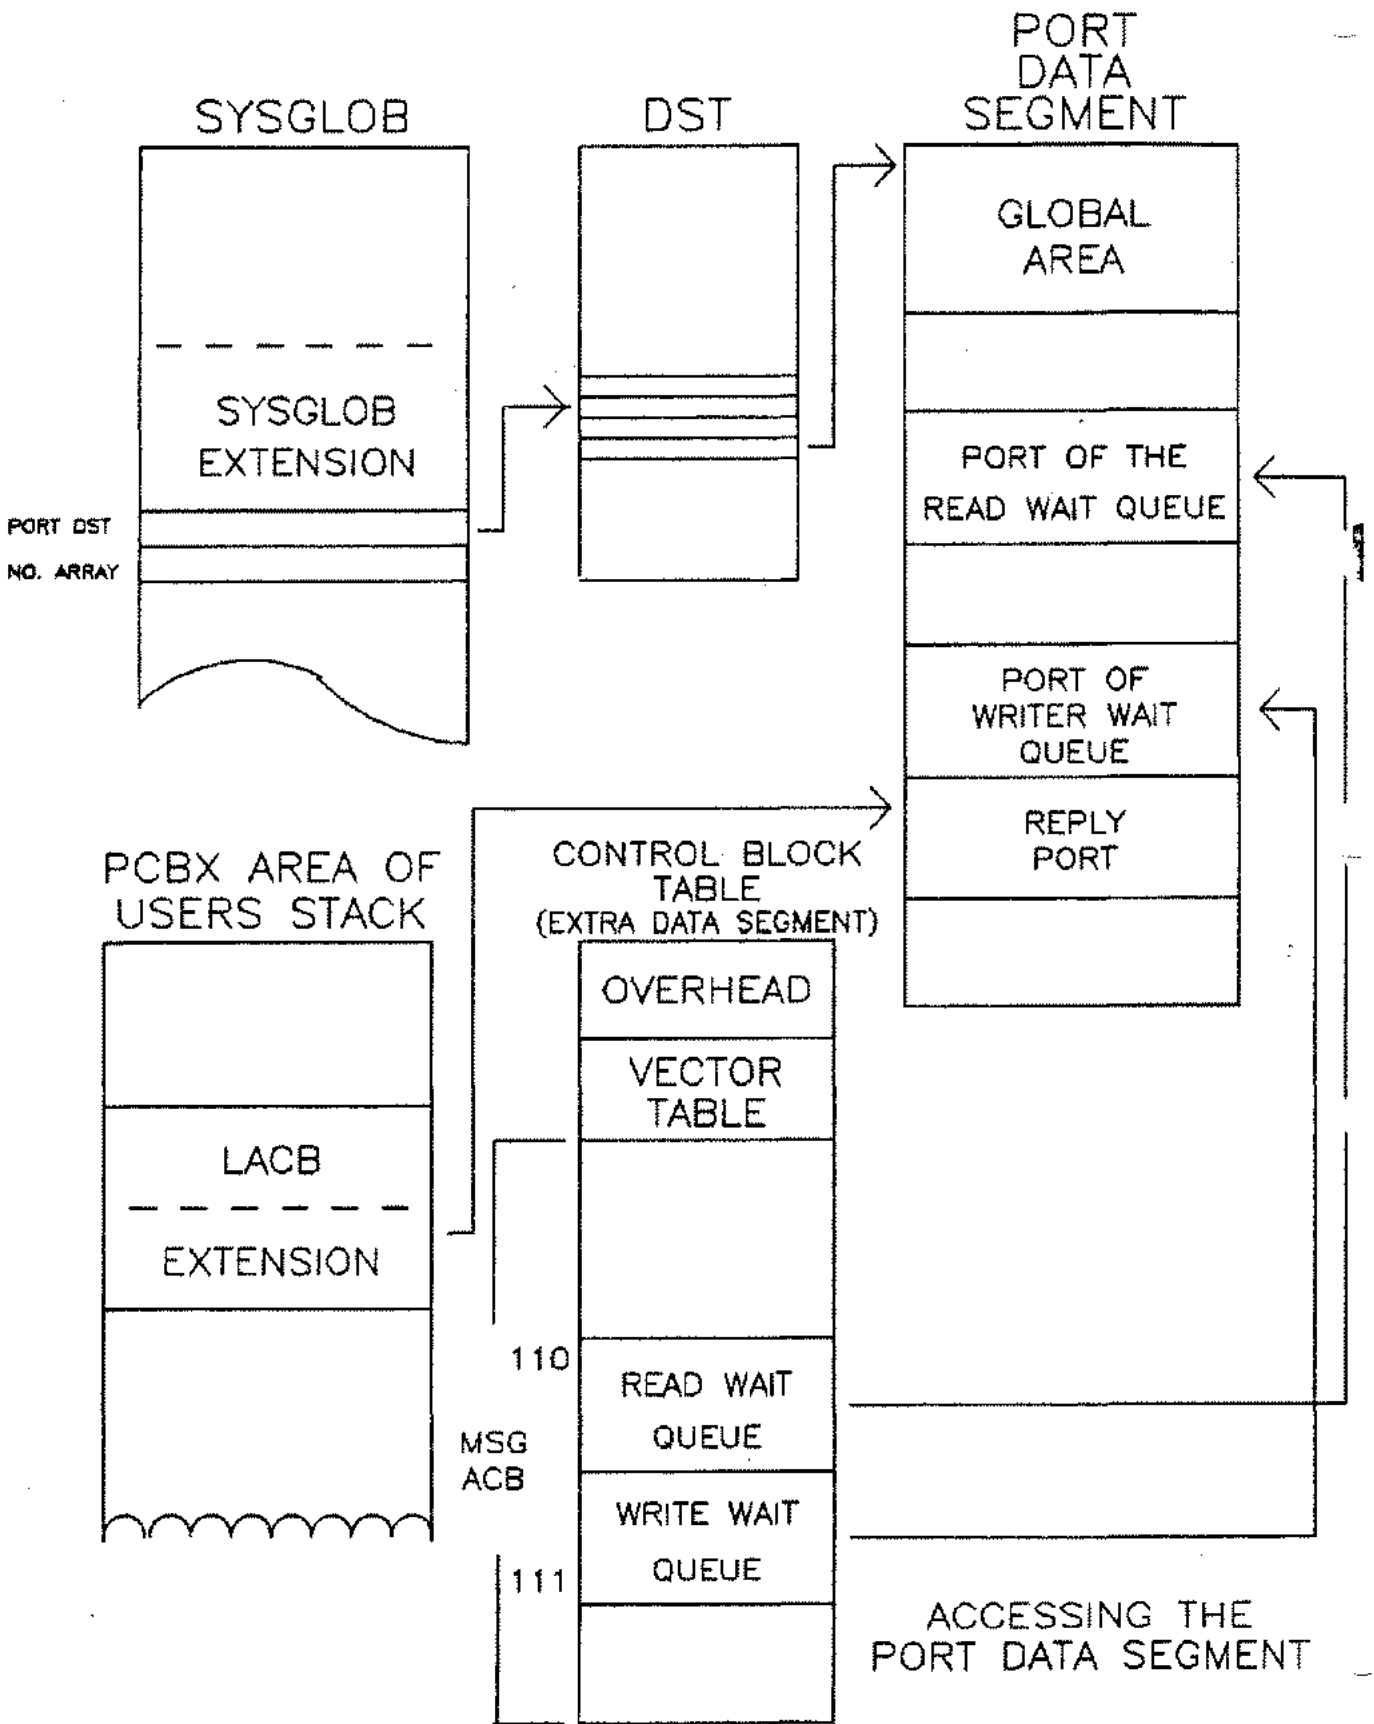 SYSGLOB
DST
PORT
DATA
SEGMENT
SYSGLOB
EXTENSION
PORT DST
NO. ARRAY
GLOBAL
AREA
PORT OF THE
READ WAIT QUEUE
PORT OF
WRITER WAIT
QUEUE
REPLY
PORT
PCBX AREA OF
USERS STACK
LACB
EXTENSION
CONTROL BLOCK
TABLE
(EXTRA DATA SEGMENT)
OVERHEAD
VECTOR
TABLE
110
READ WAIT
QUEUE
MSG
ACB
WRITE WAIT
QUEUE
111
ACCESSING THE
PORT DATA SEGMENT